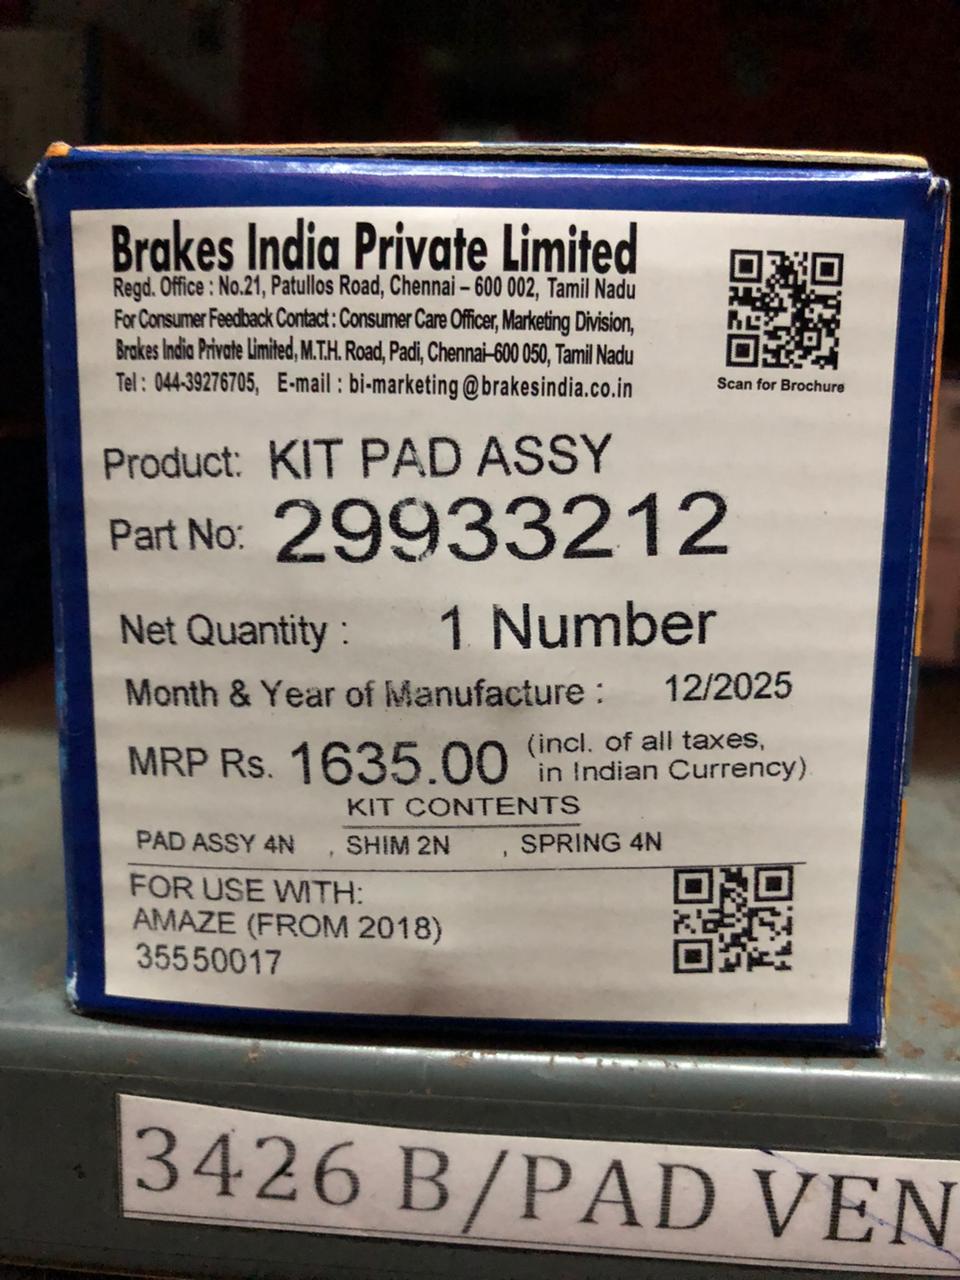 Brakes India Private Limited
Regd. Office : No.21, Patullos Road, Chennai – 600 002, Tamil Nadu
For Consumer Feedback Contact : Consumer Care Officer, Marketing Division,
Brakes India Private Limited, M.T.H. Road, Padi, Chennai–600 050, Tamil Nadu
Tel : 044-39276705, E-mail : bi-marketing@brakesindia.co.in
Scan for Brochure
Product: KIT PAD ASSY
Part No: 29933212
Net Quantity : 1 Number
Month & Year of Manufacture : 12/2025
MRP Rs. 1635.00 (incl. of all taxes,
in Indian Currency)
KIT CONTENTS
PAD ASSY 4N , SHIM 2N , SPRING 4N
FOR USE WITH:
AMAZE (FROM 2018)
35550017
3426 B/PAD VEN